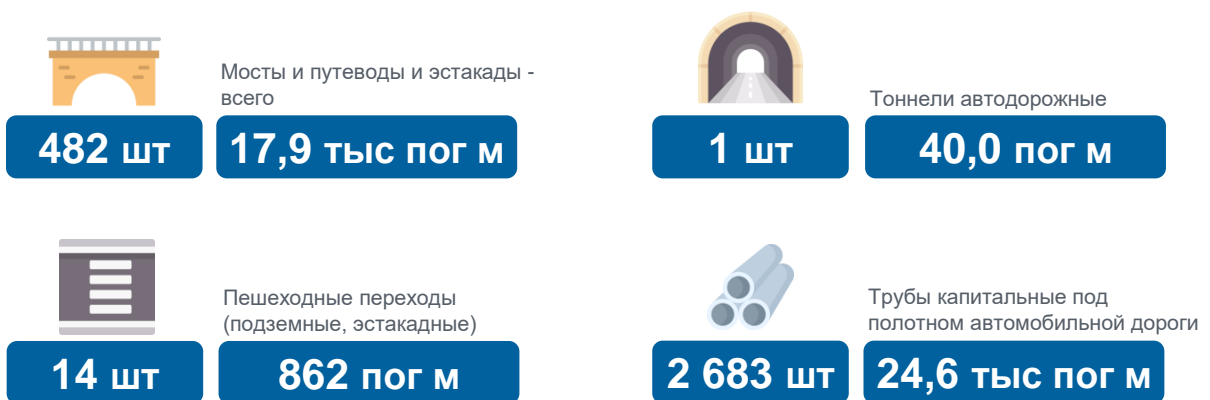 Мосты и путеводы и эстакады -
всего
482 шт
17,9 тыс пог м
Тоннели автодорожные
1 шт
40,0 пог м
Пешеходные переходы
(подземные, эстакадные)
14 шт
862 пог м
Трубы капитальные под
полотном автомобильной дороги
2 683 шт
24,6 тыс пог м